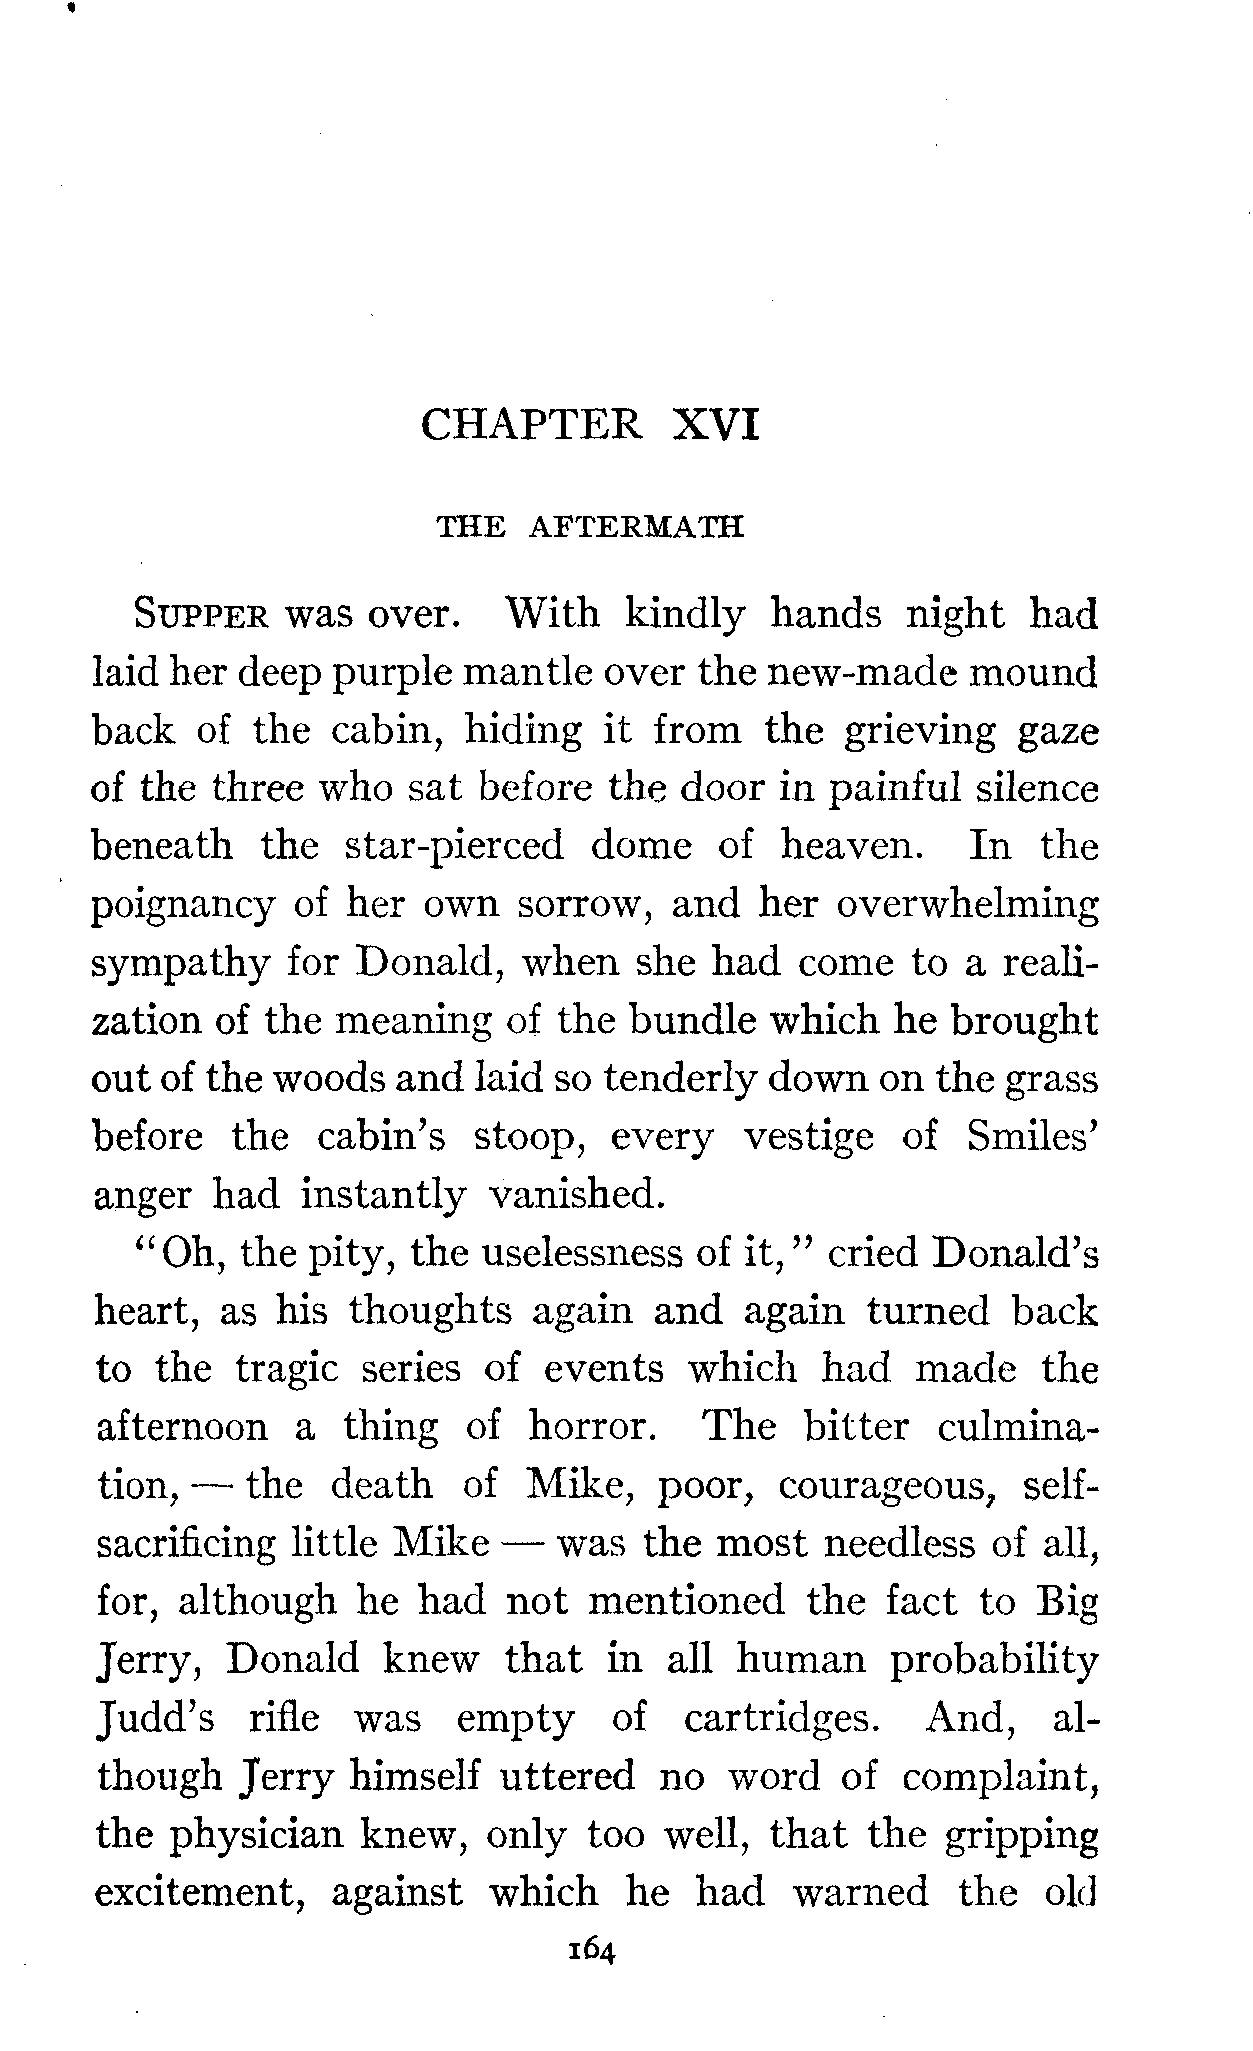 CHAPTER XVI
THE AFTERMATH
SUPPER was over. With kindly hands night had
laid her deep purple mantle over the new-made mound
back of the cabin, hiding it from the grieving gaze
of the three who sat before the door in painful silence
beneath the star-pierced dome of heaven. In the
poignancy of her own sorrow, and her overwhelming
sympathy for Donald, when she had come to a reali-
zation of the meaning of the bundle which he brought
out of the woods and laid so tenderly down on the grass
before the cabin's stoop, every vestige of Smiles'
anger had instantly vanished.
"Oh, the pity, the uselessness of it," cried Donald's
heart, as his thoughts again and again turned back
to the tragic series of events which had made the
afternoon a thing of horror. The bitter culmina-
tion, — the death of Mike, poor, courageous, self-
sacrificing little Mike — was the most needless of all,
for, although he had not mentioned the fact to Big
Jerry, Donald knew that in all human probability
Judd's rifle was empty of cartridges. And, al-
though Jerry himself uttered no word of complaint,
the physician knew, only too well, that the gripping
excitement, against which he had warned the old
164